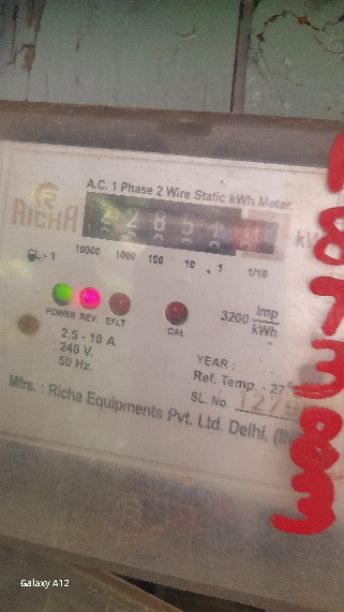 A.C. 1 Phase 2 Wire Static kWh Meter
RICHA
10000 1000 100 10 1 1/10
POWER REV. EFLT
CAL
3200 Imp
kWh
2.5 - 10 A
240 V.
50 Hz.
YEAR :
Ref. Temp. - 27
SL. No.
Mfrs. : Richa Equipments Pvt. Ltd. Delhi,
Galaxy A12